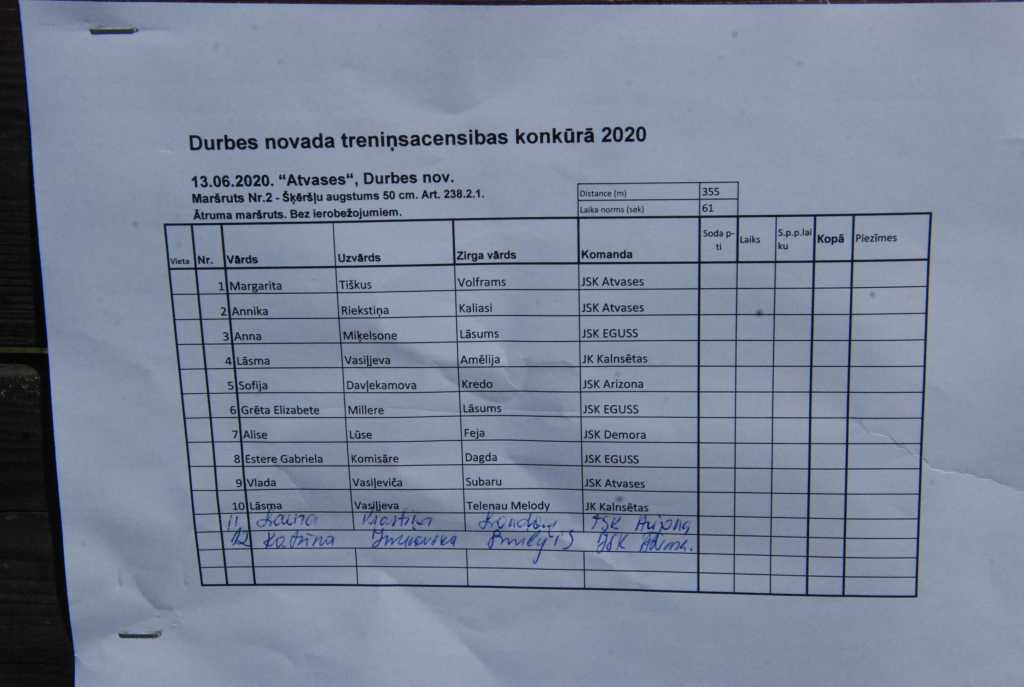 Durbes novada treniņsacensibas konkūrā 2020
13.06.2020. “Atvases“, Durbes nov.
Maršruts Nr.2 - Šķēršļu augstums 50 cm. Art. 238.2.1.
Ātruma maršruts. Bez ierobežojumiem.
Distance (m) 355
Laika norms (sek) 61
Vieta Nr. Vārds Uzvārds Zirga vārds Komanda Soda p-ti Laiks S.p.p.laiku Kopā Piezīmes
1 Margarita Tiškus Volframs JSK Atvases
2 Annika Riekstiņa Kaliasi JSK Atvases
3 Anna Miķelsone Lāsums JSK EGUSS
4 Lāsma Vasiļjeva Amēlija JK Kalnsētas
5 Sofija Davļekamova Kredo JSK Arizona
6 Grēta Elizabete Millere Lāsums JSK EGUSS
7 Alise Lūse Feja JSK Demora
8 Estere Gabriela Komisāre Dagda JSK EGUSS
9 Vlada Vasiļeviča Subaru JSK Atvases
10 Lāsma Vasiļjeva Telenau Melody JK Kalnsētas
11 JSK
12 Katrīna JSK